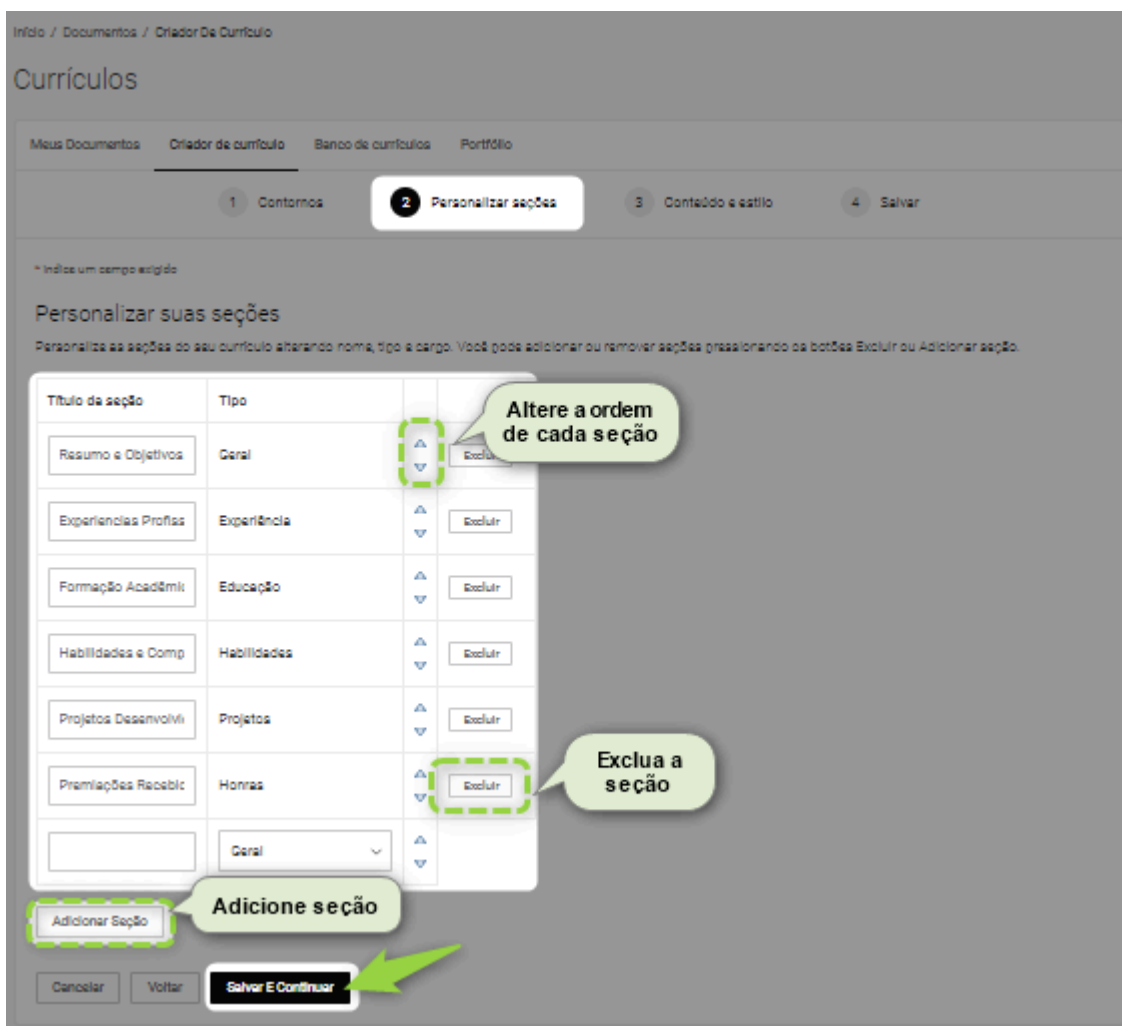 Início / Documentos / Criador De Currículo
Currículos
Meus Documentos Criador de currículo Banco de currículos Portfólio
1 Contornos 2 Personalizar seções 3 Conteúdo e estilo 4 Salvar
* Indica um campo exigido
Personalizar suas seções
Personalize as seções do seu currículo alterando nome, tipo e cargo. Você pode adicionar ou remover seções pressionando os botões Excluir ou Adicionar seção.
Título da seção Tipo
Altere a ordem
de cada seção
Resumo e Objetivos Geral
Experiencias Profiss Experiência Excluir
Formação Acadêmic Educação Excluir
Habilidades e Comp Habilidades Excluir
Projetos Desenvolvi Projetos Excluir
Exclua a
seção
Premiações Recebic Honras Excluir
Geral
Adicionar Seção
Adicione seção
Cancelar Voltar Salvar E Continuar